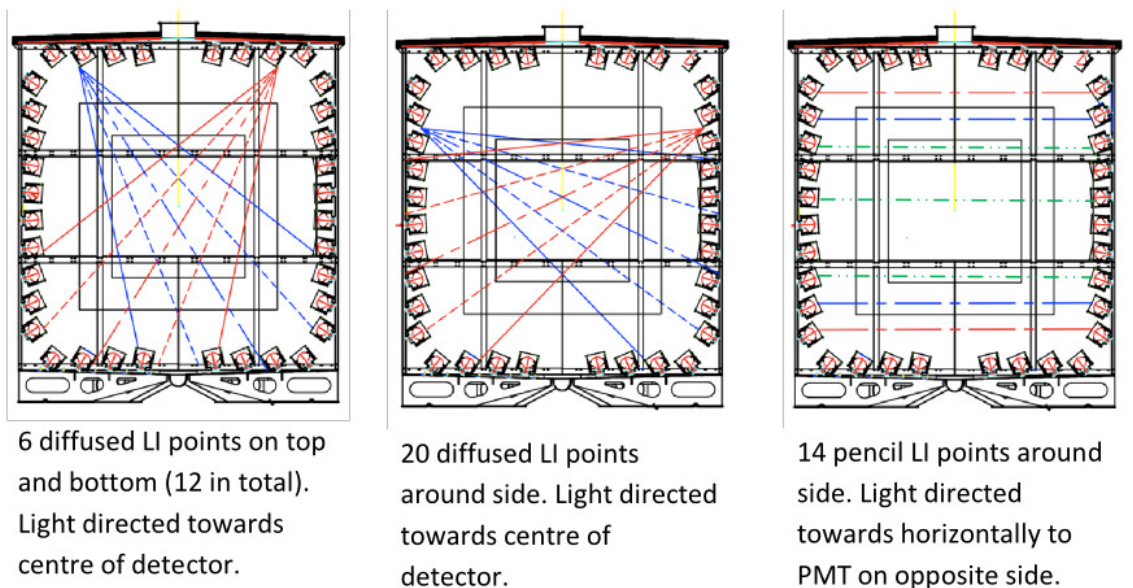 6 diffused LI points on top
and bottom (12 in total).
Light directed towards
centre of detector.
20 diffused LI points
around side. Light directed
towards centre of
detector.
14 pencil LI points around
side. Light directed
towards horizontally to
PMT on opposite side.